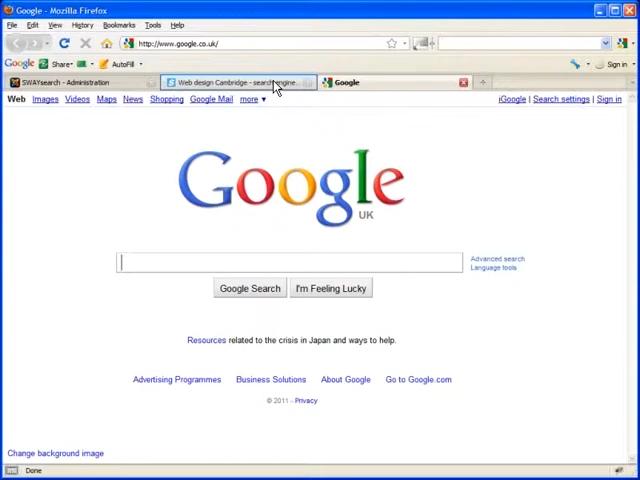 Google - Mozilla Firefox
File Edit View History Bookmarks Tools Help
http://www.google.co.uk/
Google Share AutoFill Sign in
SWAYsearch - Administration Web design Cambridge - search engine... Google
Web Images Videos Maps News Shopping Google Mail more ▼ iGoogle | Search settings | Sign in
Google
UK
Advanced search
Language tools
Google Search I'm Feeling Lucky
Resources related to the crisis in Japan and ways to help.
Advertising Programmes Business Solutions About Google Go to Google.com
© 2011 - Privacy
Change background image
Done